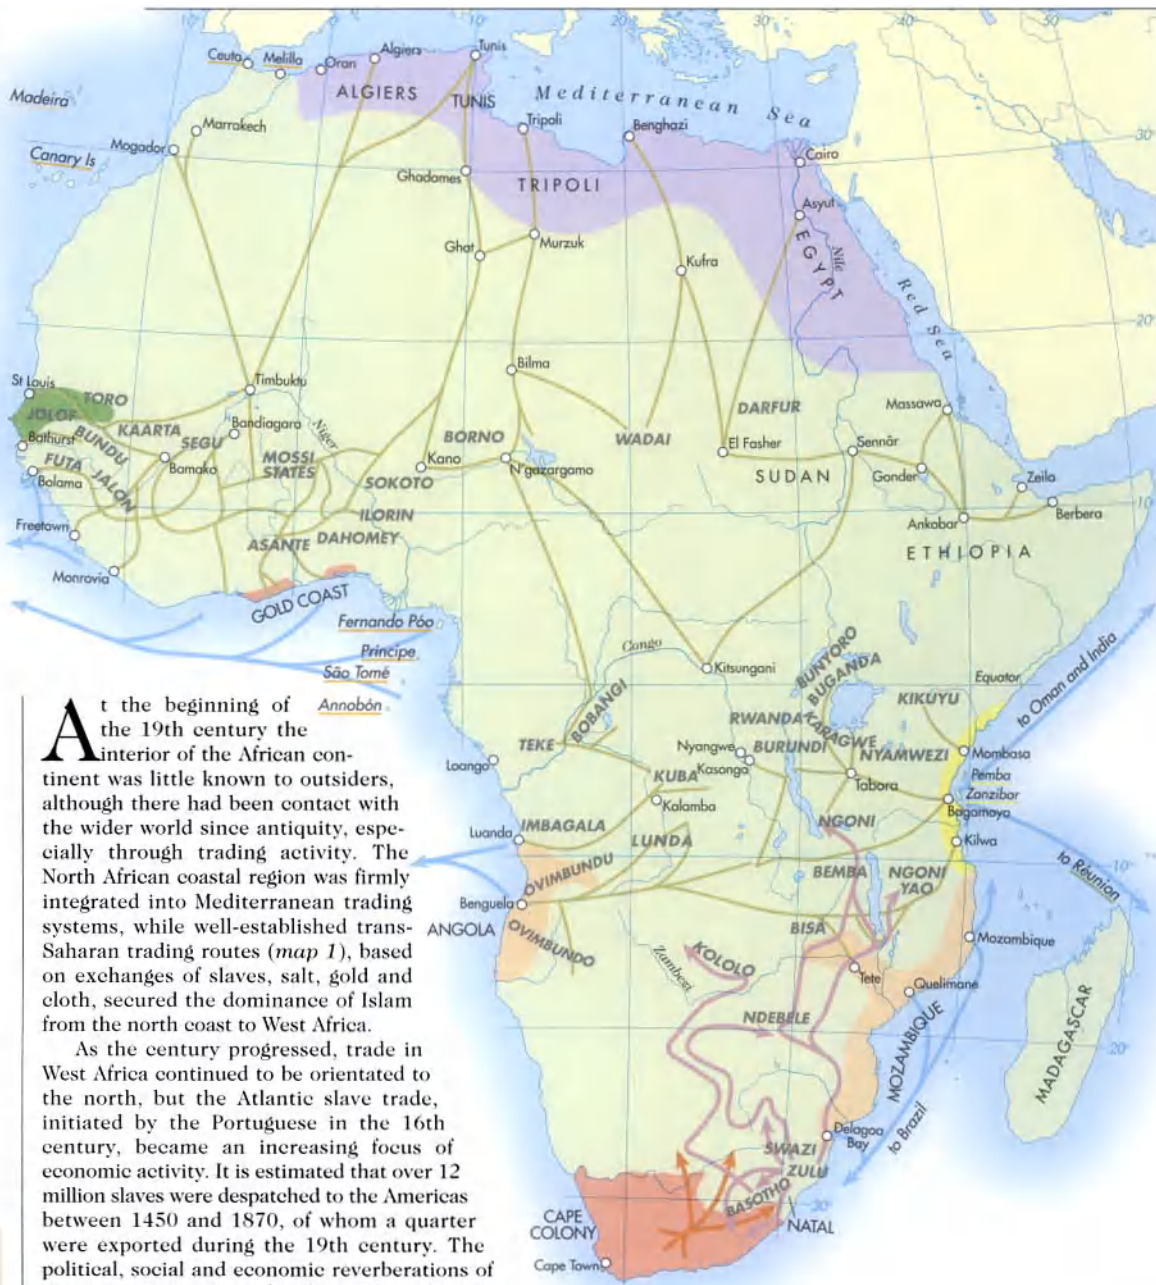 0°
10°
20°
30°
40°
50°
Ceuta
Melilla
Oran
Algiers
Tunis
Madeira
ALGIERS
TUNIS
Mediterranean Sea
Tripoli
Benghazi
Marrakech
Mogador
Canary Is
30°
Cairo
Ghadames
TRIPOLI
Asyut
EGYPT
Nile
Red Sea
Ghat
Murzuk
Kufra
20°
Bilma
St Louis
TORO
Timbuktu
JOLOF
KAARTA
Bathurst
BUNDU
SEGU
Bandiagara
Niger
BORNO
WADAI
DARFUR
Massawa
FUTA JALON
Bamako
MOSSI
STATES
Kano
N'gazargamo
El Fasher
Sennâr
Bolama
SOKOTO
SUDAN
Gonder
Zeila
10°
Freetown
ILORIN
Ankobar
Berbera
ASANTE
DAHOMEY
ETHIOPIA
Monrovia
GOLD COAST
Fernando Póo
Príncipe
São Tomé
Annobón
Congo
Kitsungani
BUNYORO
BUGANDA
Equator
to Oman and India
BOBANGI
KIKUYU
RWANDA
KARAGWE
TEKE
Nyangwe
BURUNDI
NYAMWEZI
Mombasa
Loango
Kasonga
KUBA
Tabora
Pemba
Zanzibar
Kalamba
Bagamoyo
Luanda
IMBAGALA
LUNDA
NGONI
Kilwa
OVIMBUNDU
BEMBA
NGONI
YAO
10°
to Réunion
Benguela
ANGOLA
OVIMBUNDO
BISA
Mozambique
KOLOLO
Zambezi
Tete
Quelimane
NDEBELE
MOZAMBIQUE
MADAGASCAR
20°
Delagoa
Bay
to Brazil
SWAZI
ZULU
BASOTHO
30°
CAPE
COLONY
NATAL
Cape Town
At the beginning of
the 19th century the
interior of the African con-
tinent was little known to outsiders,
although there had been contact with
the wider world since antiquity, espe-
cially through trading activity. The
North African coastal region was firmly
integrated into Mediterranean trading
systems, while well-established trans-
Saharan trading routes (map 1), based
on exchanges of slaves, salt, gold and
cloth, secured the dominance of Islam
from the north coast to West Africa.
As the century progressed, trade in
West Africa continued to be orientated to
the north, but the Atlantic slave trade,
initiated by the Portuguese in the 16th
century, became an increasing focus of
economic activity. It is estimated that over 12
million slaves were despatched to the Americas
between 1450 and 1870, of whom a quarter
were exported during the 19th century. The
political, social and economic reverberations of